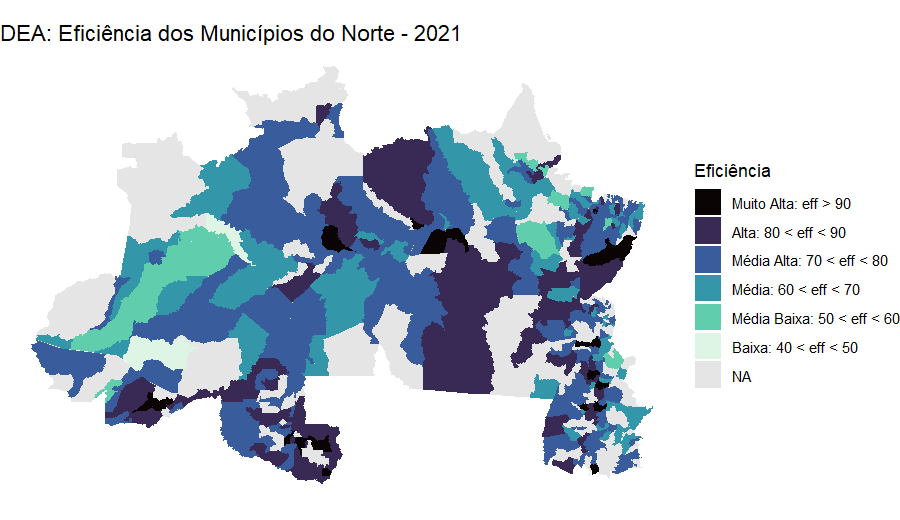 DEA: Eficiência dos Municípios do Norte - 2021
Eficiência
Muito Alta: eff > 90
Alta: 80 < eff < 90
Média Alta: 70 < eff < 80
Média: 60 < eff < 70
Média Baixa: 50 < eff < 60
Baixa: 40 < eff < 50
NA